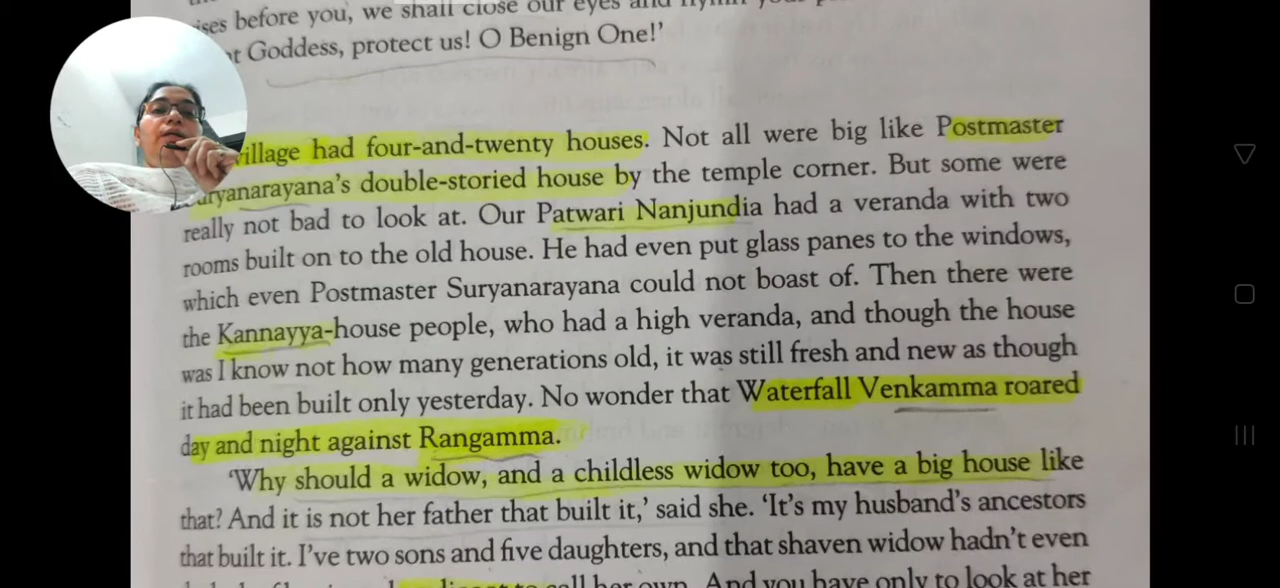 ises before you, we shall close our eyes and hymn your
t Goddess, protect us! O Benign One!’
illage had four-and-twenty houses. Not all were big like Postmaster
uryanarayana’s double-storied house by the temple corner. But some were
really not bad to look at. Our Patwari Nanjundia had a veranda with two
rooms built on to the old house. He had even put glass panes to the windows,
which even Postmaster Suryanarayana could not boast of. Then there were
the Kannayya-house people, who had a high veranda, and though the house
was I know not how many generations old, it was still fresh and new as though
it had been built only yesterday. No wonder that Waterfall Venkamma roared
day and night against Rangamma.
‘Why should a widow, and a childless widow too, have a big house like
that? And it is not her father that built it,’ said she. ‘It’s my husband’s ancestors
that built it. I’ve two sons and five daughters, and that shaven widow hadn’t even
call her own. And you have only to look at her